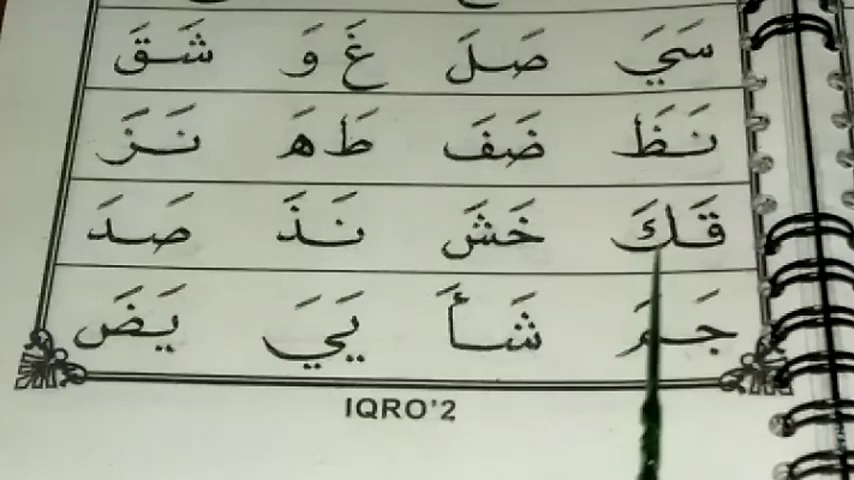 سَيَ صَلَ غَ وَ شَقَ
نَظَ ضَفَ طَ هَ نَزَ
قَكَ خَشَ نَذَ صَدَ
جَمَ شَأَ يَيَ يَضَ
IQRO'2